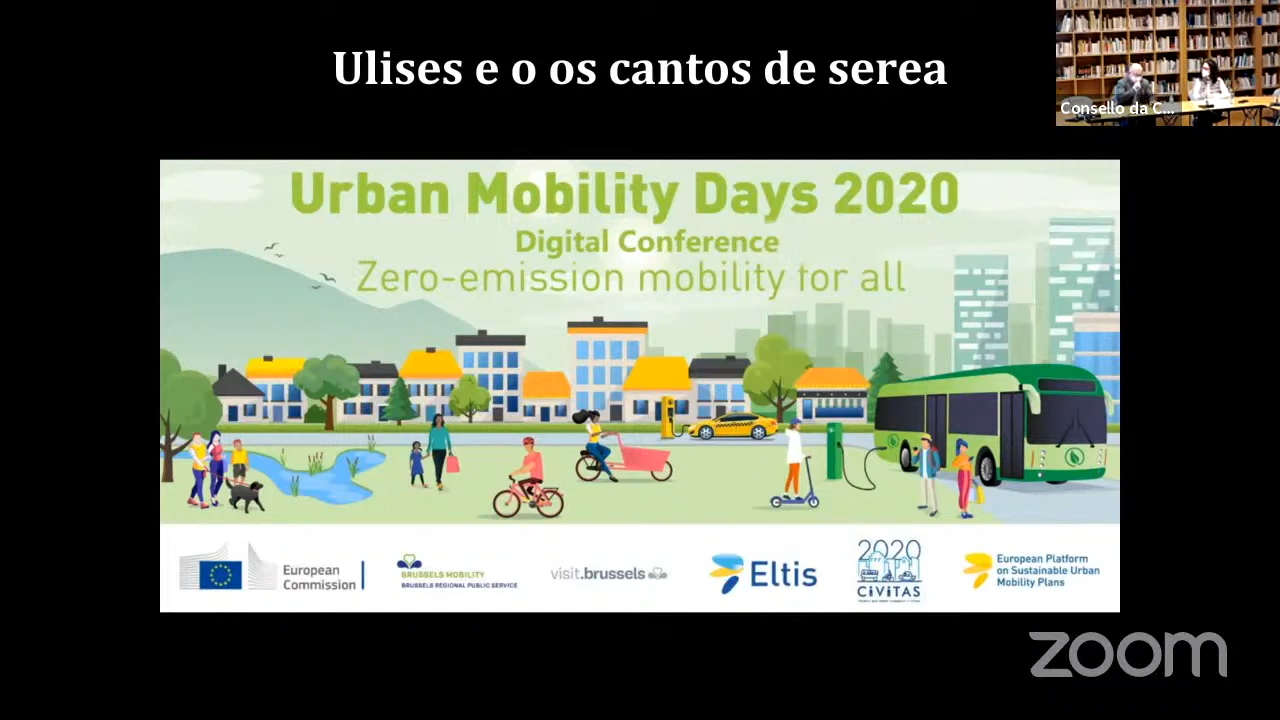 Ulises e o os cantos de serea
Consello da C...
Urban Mobility Days 2020
Digital Conference
Zero-emission mobility for all
European
Commission
BRUSSELS MOBILITY
BRUSSELS REGIONAL PUBLIC SERVICE
visit.brussels
Eltis
2020
CiViTAS
European Platform
on Sustainable Urban
Mobility Plans
zoom